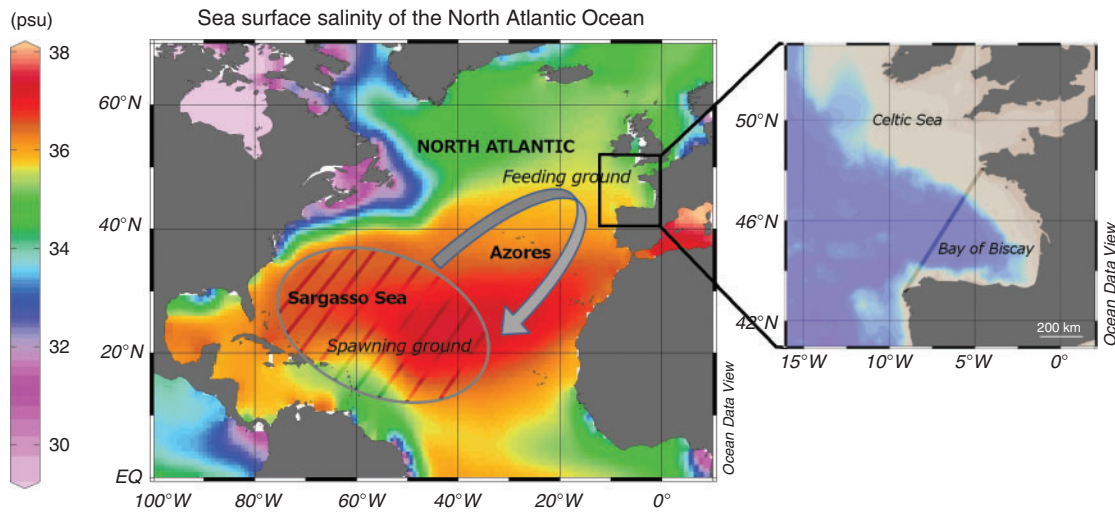 (psu)
Sea surface salinity of the North Atlantic Ocean
38
36
34
32
30
60°N
40°N
20°N
EQ
100°W
80°W
60°W
40°W
20°W
0°
NORTH ATLANTIC
Feeding ground
Azores
Sargasso Sea
Spawning ground
Ocean Data View
50°N
46°N
42°N
15°W
10°W
5°W
0°
Celtic Sea
Bay of Biscay
200 km
Ocean Data View